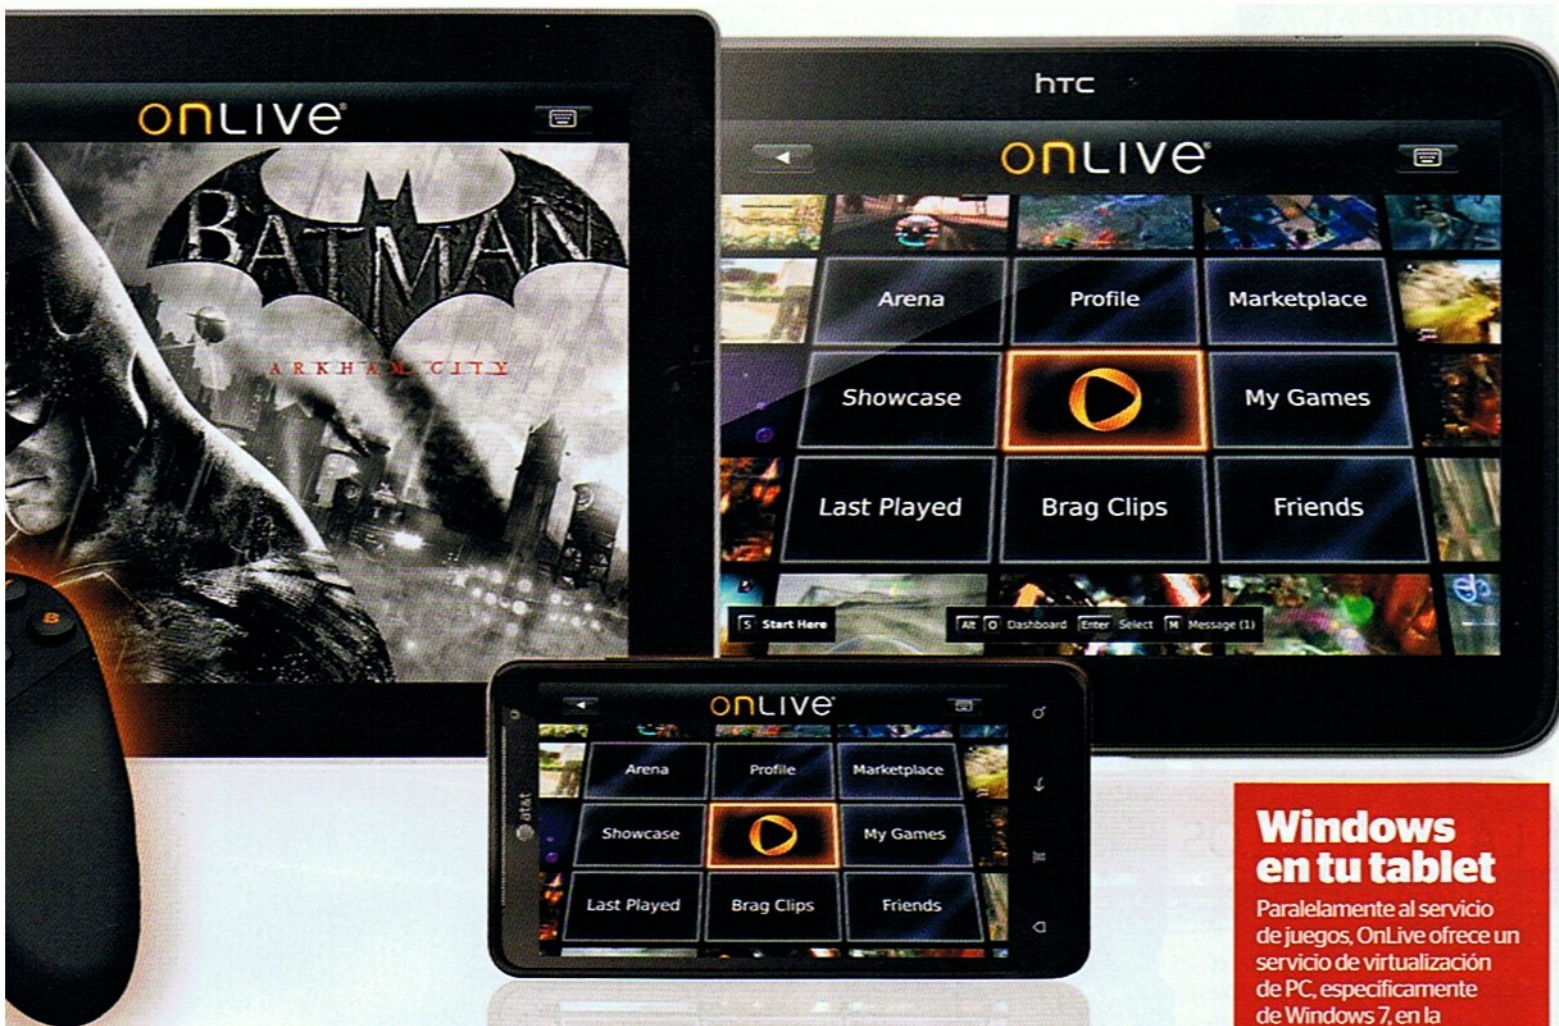 onLIVE
BATMAN
ARKHAM CITY
B
hTC
onLIVE
Arena
Profile
Marketplace
Showcase
My Games
Last Played
Brag Clips
Friends
S Start Here
Alt O Dashboard Enter Select M Message (1)
at&t
onLIVE
Arena
Profile
Marketplace
Showcase
My Games
Last Played
Brag Clips
Friends
Windows
en tu tablet
Paralelamente al servicio
de juegos, OnLive ofrece un
servicio de virtualización
de PC, especificamente
de Windows 7, en la